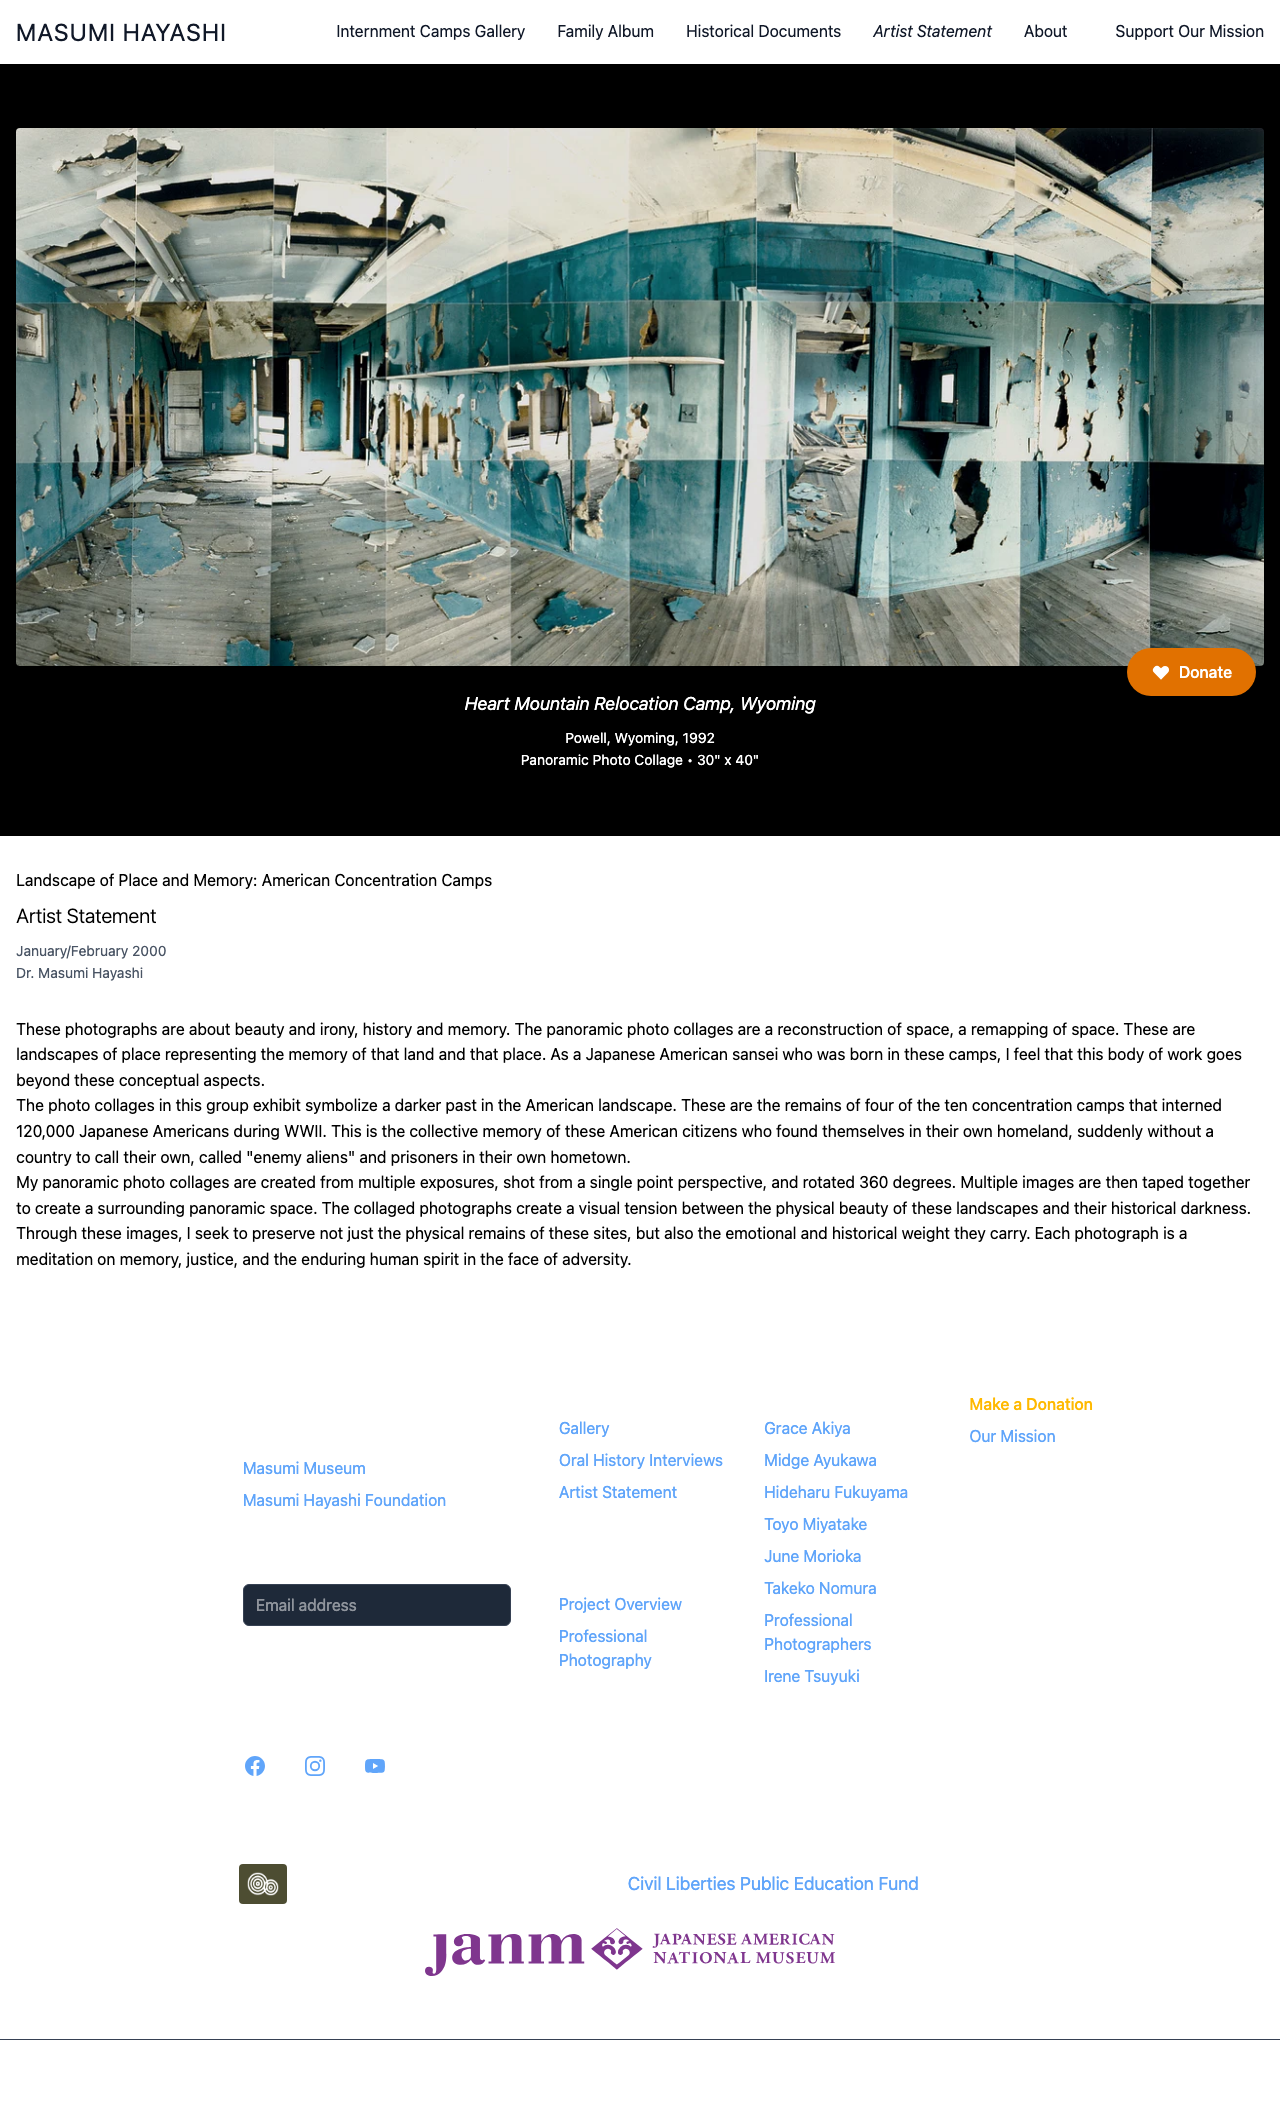 MASUMI HAYASHI
Internment Camps Gallery
Family Album
Historical Documents
Artist Statement
About
Support Our Mission
Donate
Heart Mountain Relocation Camp, Wyoming
Powell, Wyoming, 1992
Panoramic Photo Collage • 30" x 40"
Landscape of Place and Memory: American Concentration Camps
Artist Statement
January/February 2000
Dr. Masumi Hayashi
These photographs are about beauty and irony, history and memory. The panoramic photo collages are a reconstruction of space, a remapping of space. These are
landscapes of place representing the memory of that land and that place. As a Japanese American sansei who was born in these camps, I feel that this body of work goes
beyond these conceptual aspects.
The photo collages in this group exhibit symbolize a darker past in the American landscape. These are the remains of four of the ten concentration camps that interned
120,000 Japanese Americans during WWII. This is the collective memory of these American citizens who found themselves in their own homeland, suddenly without a
country to call their own, called "enemy aliens" and prisoners in their own hometown.
My panoramic photo collages are created from multiple exposures, shot from a single point perspective, and rotated 360 degrees. Multiple images are then taped together
to create a surrounding panoramic space. The collaged photographs create a visual tension between the physical beauty of these landscapes and their historical darkness.
Through these images, I seek to preserve not just the physical remains of these sites, but also the emotional and historical weight they carry. Each photograph is a
meditation on memory, justice, and the enduring human spirit in the face of adversity.
Masumi Museum
Masumi Hayashi Foundation
Email address
Gallery
Oral History Interviews
Artist Statement
Project Overview
Professional
Photography
Grace Akiya
Midge Ayukawa
Hideharu Fukuyama
Toyo Miyatake
June Morioka
Takeko Nomura
Professional
Photographers
Irene Tsuyuki
Make a Donation
Our Mission
Civil Liberties Public Education Fund
janm
JAPANESE AMERICAN
NATIONAL MUSEUM